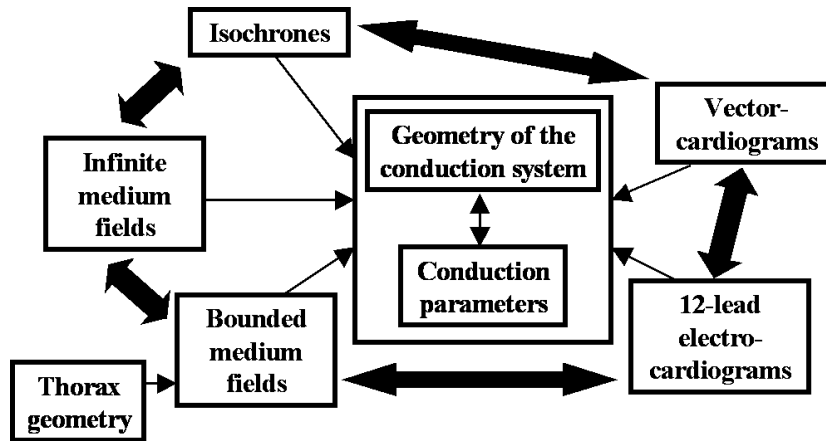 Isochrones
Vector-
cardiograms
Geometry of the
conduction system
Infinite
medium
fields
Conduction
parameters
12-lead
electro-
cardiograms
Bounded
medium
fields
Thorax
geometry